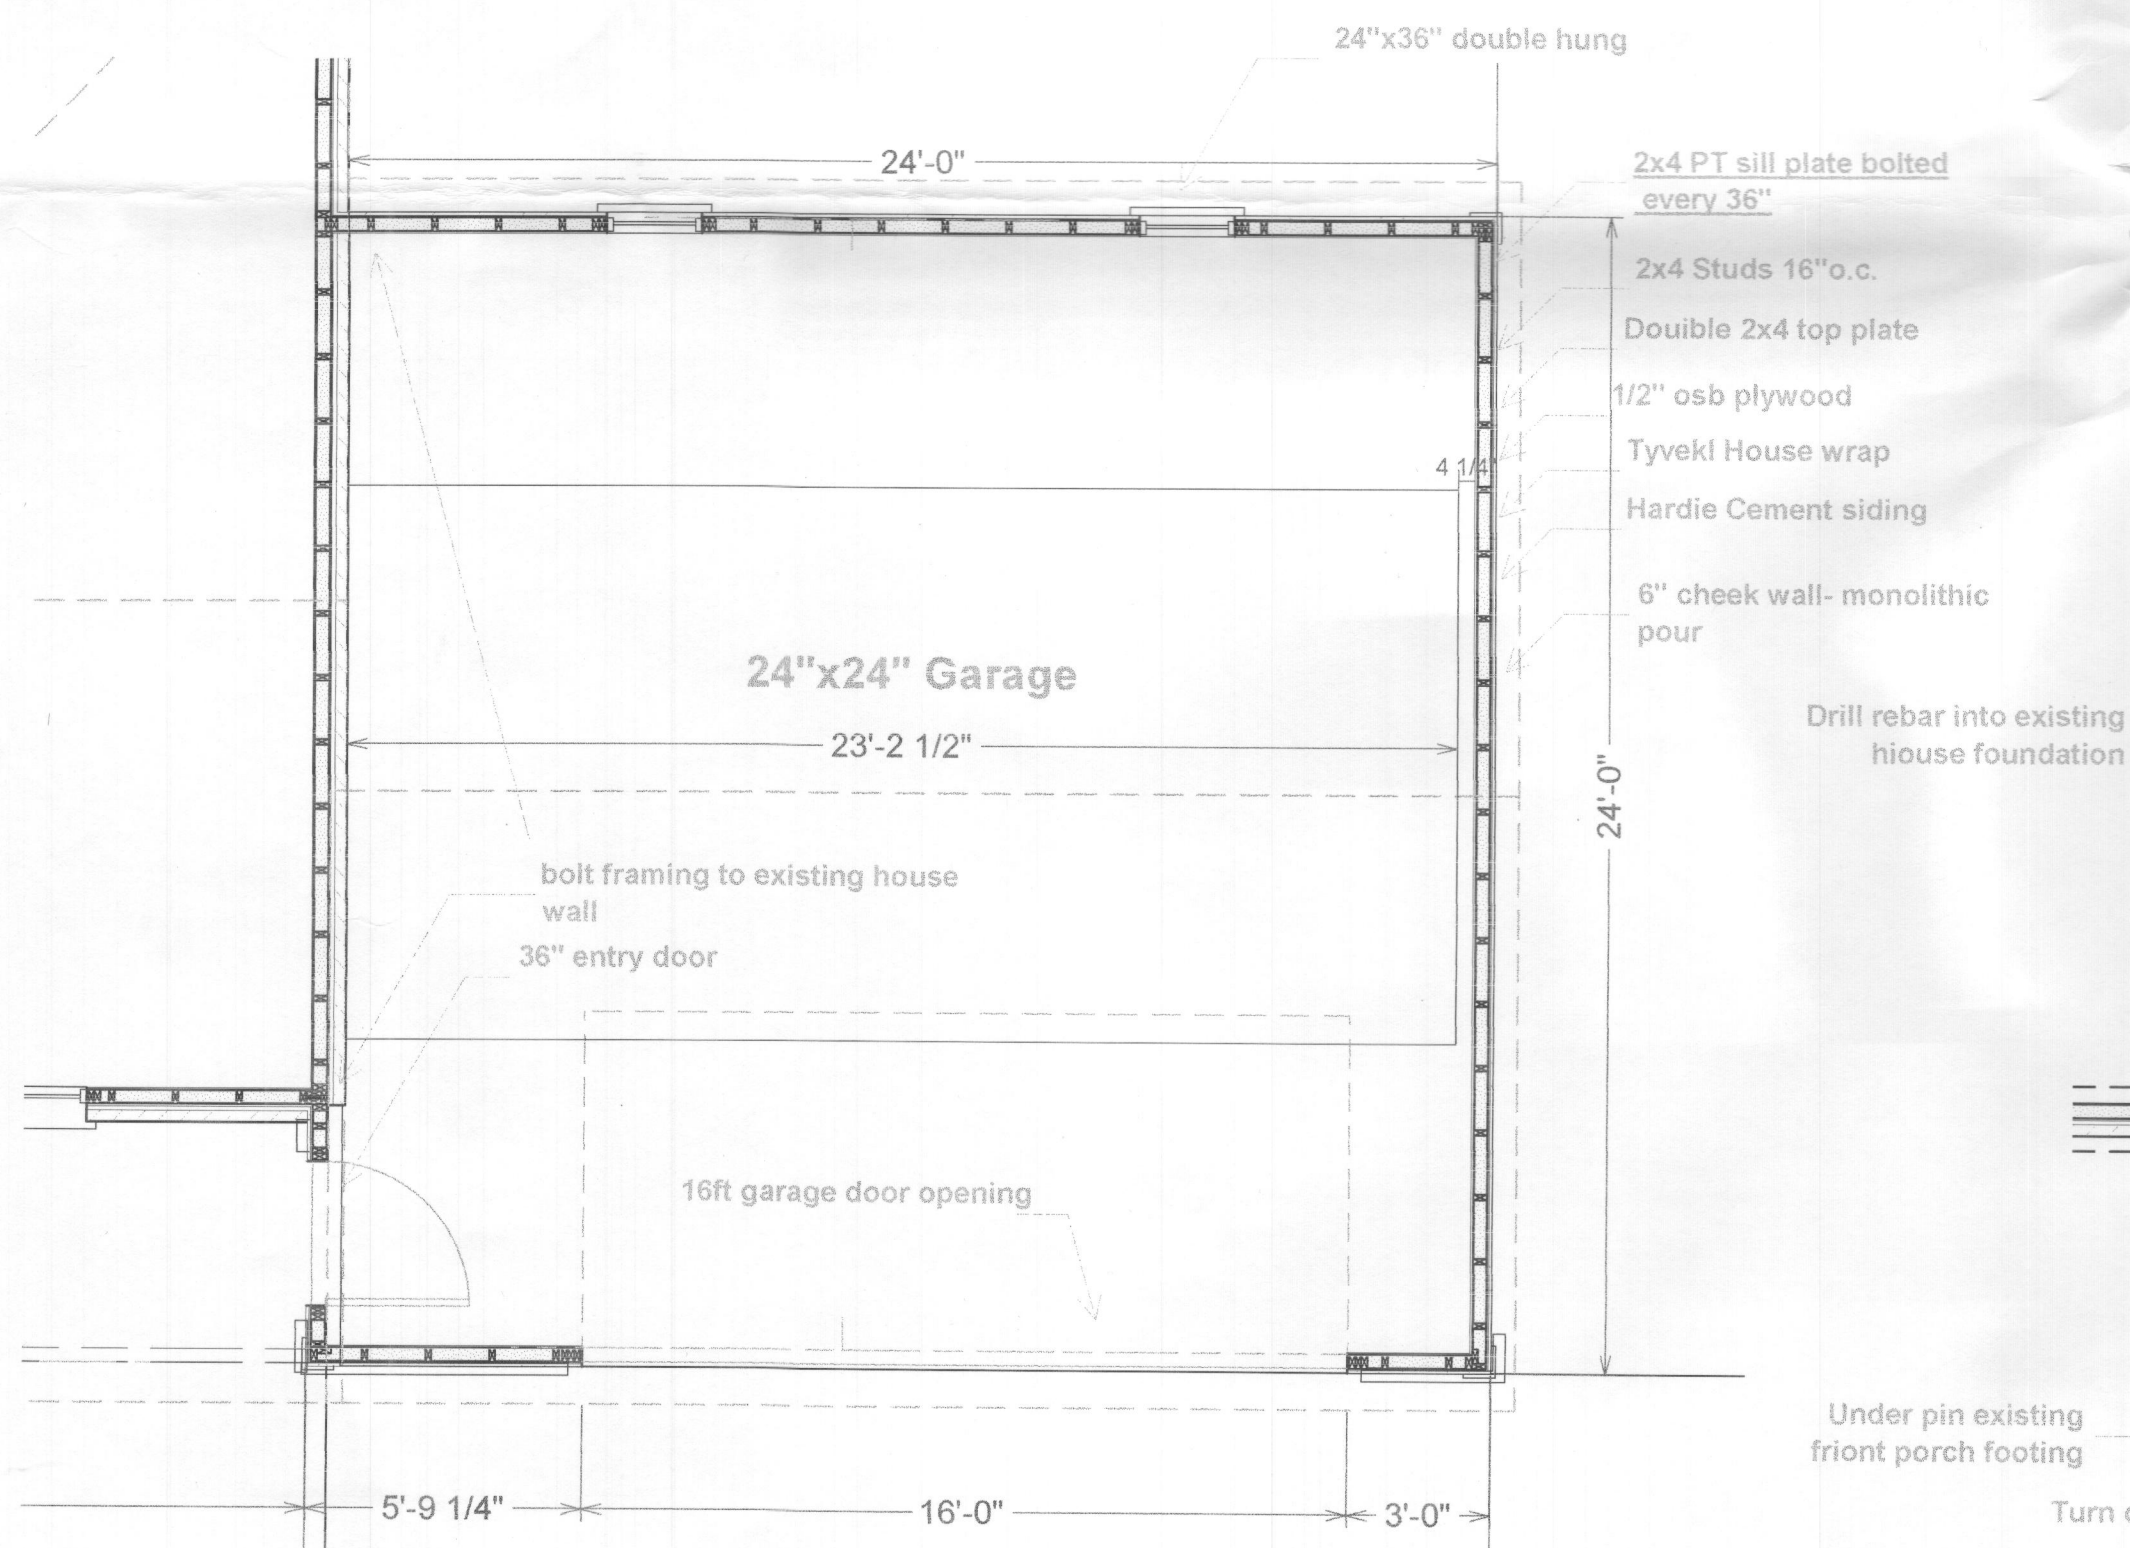 24"x36" double hung
24'-0"
2x4 PT sill plate bolted
every 36"
2x4 Studs 16"o.c.
Douible 2x4 top plate
1/2" osb plywood
Tyvekl House wrap
4 1/4"
Hardie Cement siding
6" cheek wall- monolithic
pour
24"x24" Garage
Drill rebar into existing
hiouse foundation
23'-2 1/2"
24'-0"
bolt framing to existing house
wall
36" entry door
16ft garage door opening
Under pin existing
friont porch footing
5'-9 1/4"
16'-0"
3'-0"
Turn